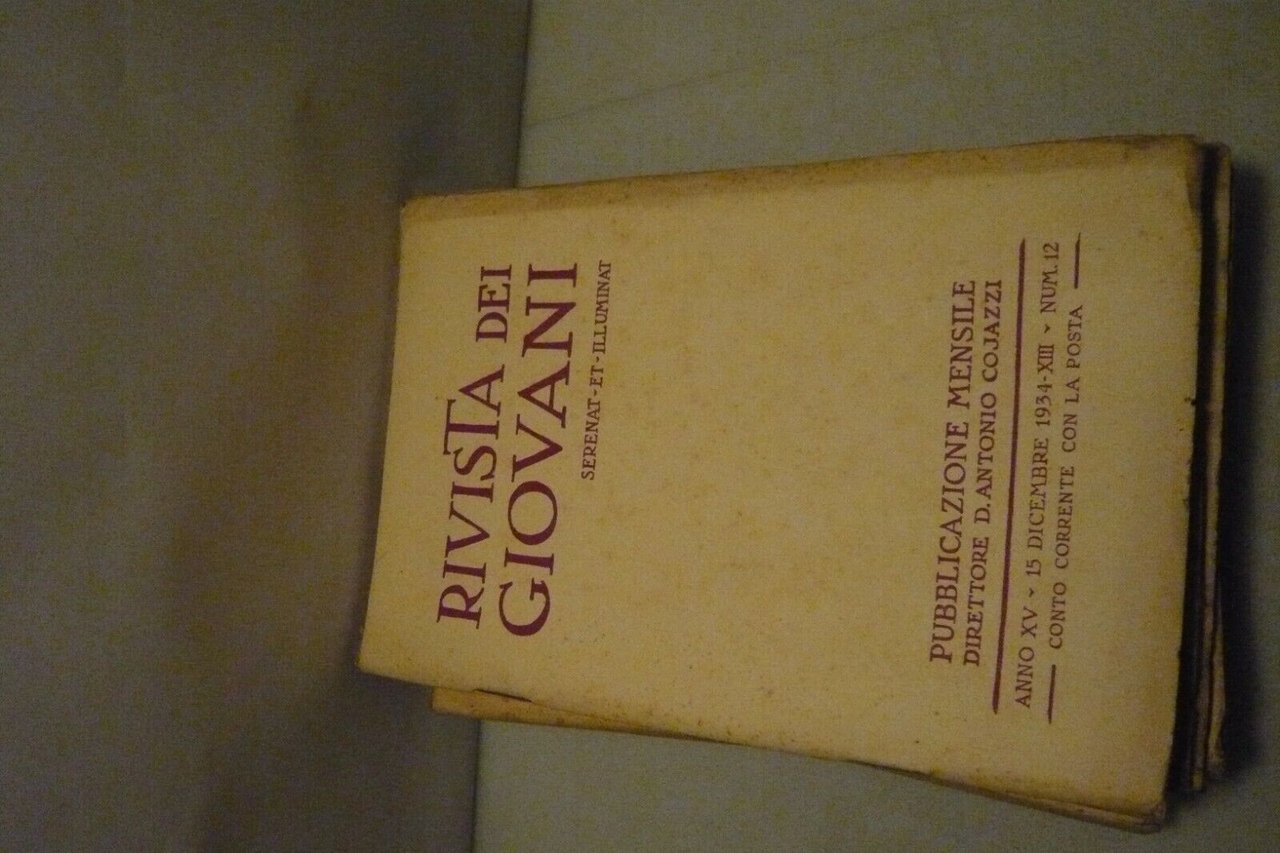 RIVISTA DEI
GIOVANI
SERENAT-ET-ILLUMINAT
PUBBLICAZIONE MENSILE
DIRETTORE D. ANTONIO COJAZZI
ANNO XV - 15 DICEMBRE 1934-XIII - NUM. 12
CONTO CORRENTE CON LA POSTA